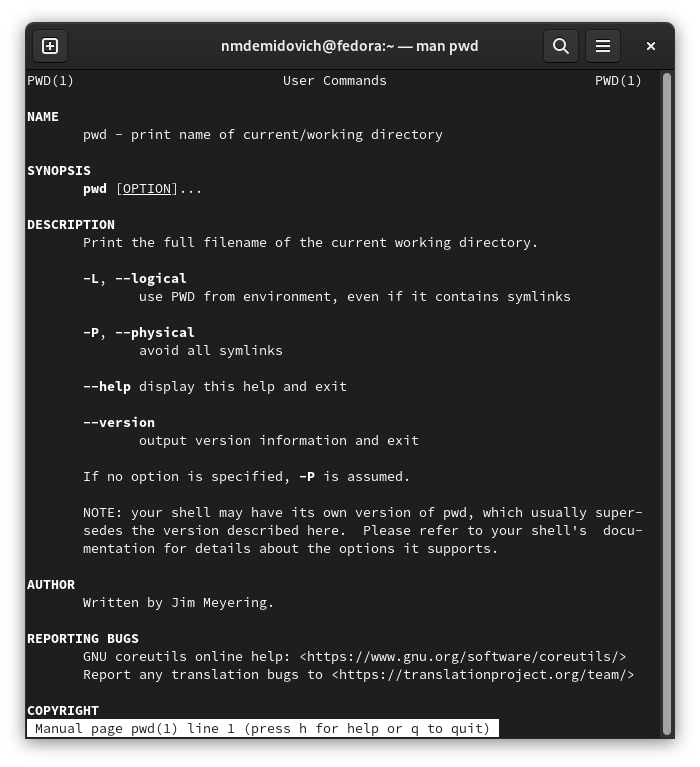 nmdemidovich@fedora:~ — man pwd
PWD(1) User Commands PWD(1)
NAME
pwd - print name of current/working directory
SYNOPSIS
pwd [OPTION]...
DESCRIPTION
Print the full filename of the current working directory.
-L, --logical
use PWD from environment, even if it contains symlinks
-P, --physical
avoid all symlinks
--help display this help and exit
--version
output version information and exit
If no option is specified, -P is assumed.
NOTE: your shell may have its own version of pwd, which usually super-
sedes the version described here.  Please refer to your shell's  docu-
mentation for details about the options it supports.
AUTHOR
Written by Jim Meyering.
REPORTING BUGS
GNU coreutils online help: <https://www.gnu.org/software/coreutils/>
Report any translation bugs to <https://translationproject.org/team/>
COPYRIGHT
Manual page pwd(1) line 1 (press h for help or q to quit)